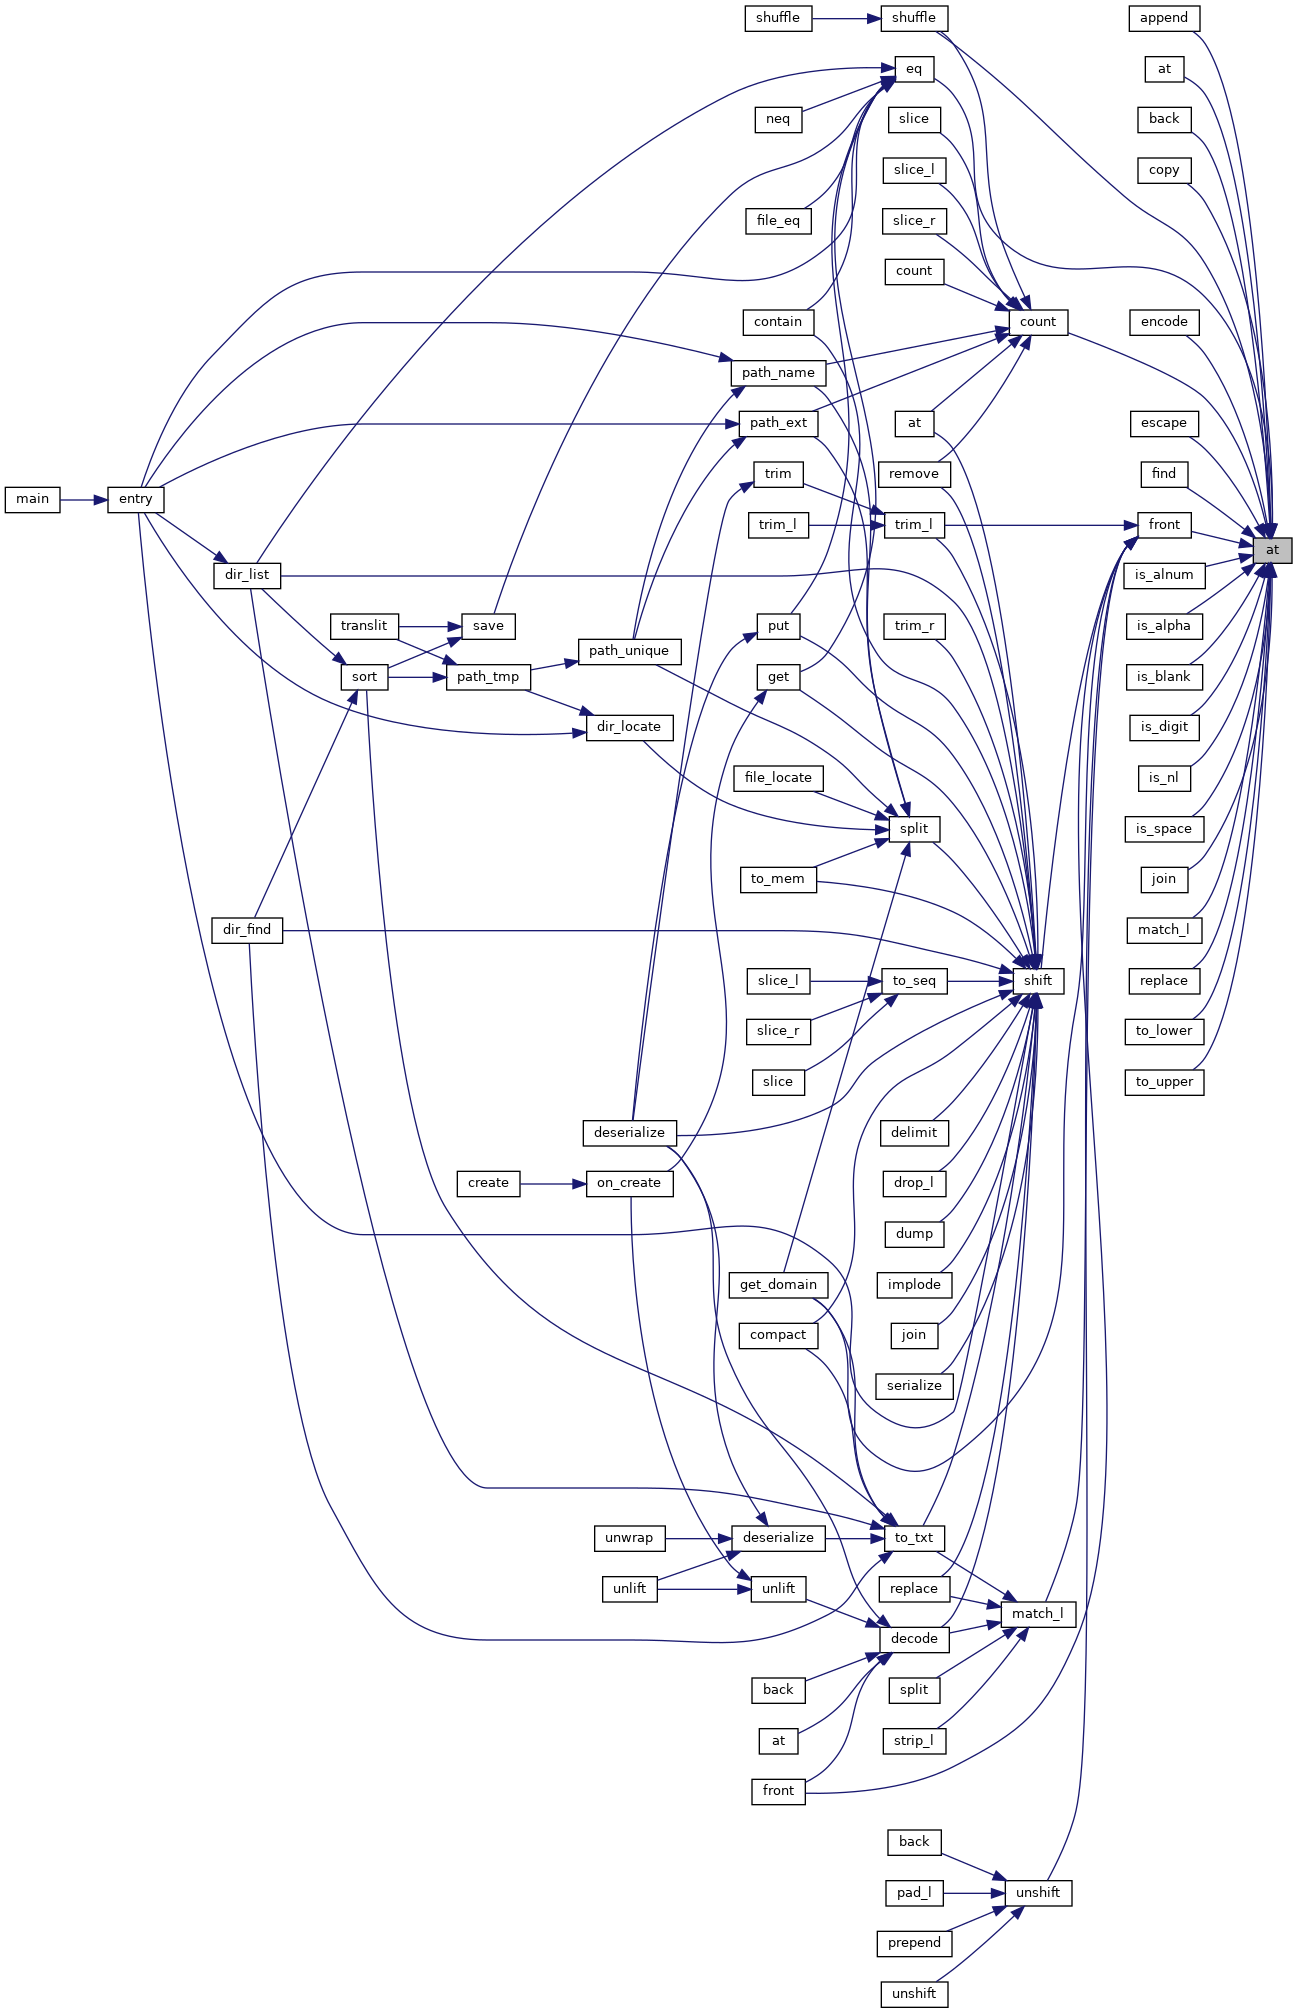 shuffle
shuffle
append
eq
at
neq
slice
back
slice_l
copy
file_eq
slice_r
count
contain
count
encode
path_name
path_ext
at
escape
trim
remove
find
main
entry
trim_l
trim_l
front
at
dir_list
is_alnum
translit
save
put
trim_r
is_alpha
path_unique
sort
path_tmp
get
is_blank
dir_locate
is_digit
file_locate
is_nl
split
is_space
to_mem
join
dir_find
match_l
slice_l
to_seq
shift
replace
slice_r
to_lower
slice
to_upper
deserialize
delimit
create
on_create
drop_l
dump
get_domain
implode
compact
join
serialize
unwrap
deserialize
to_txt
unlift
unlift
replace
match_l
decode
back
split
at
strip_l
front
back
pad_l
unshift
prepend
unshift